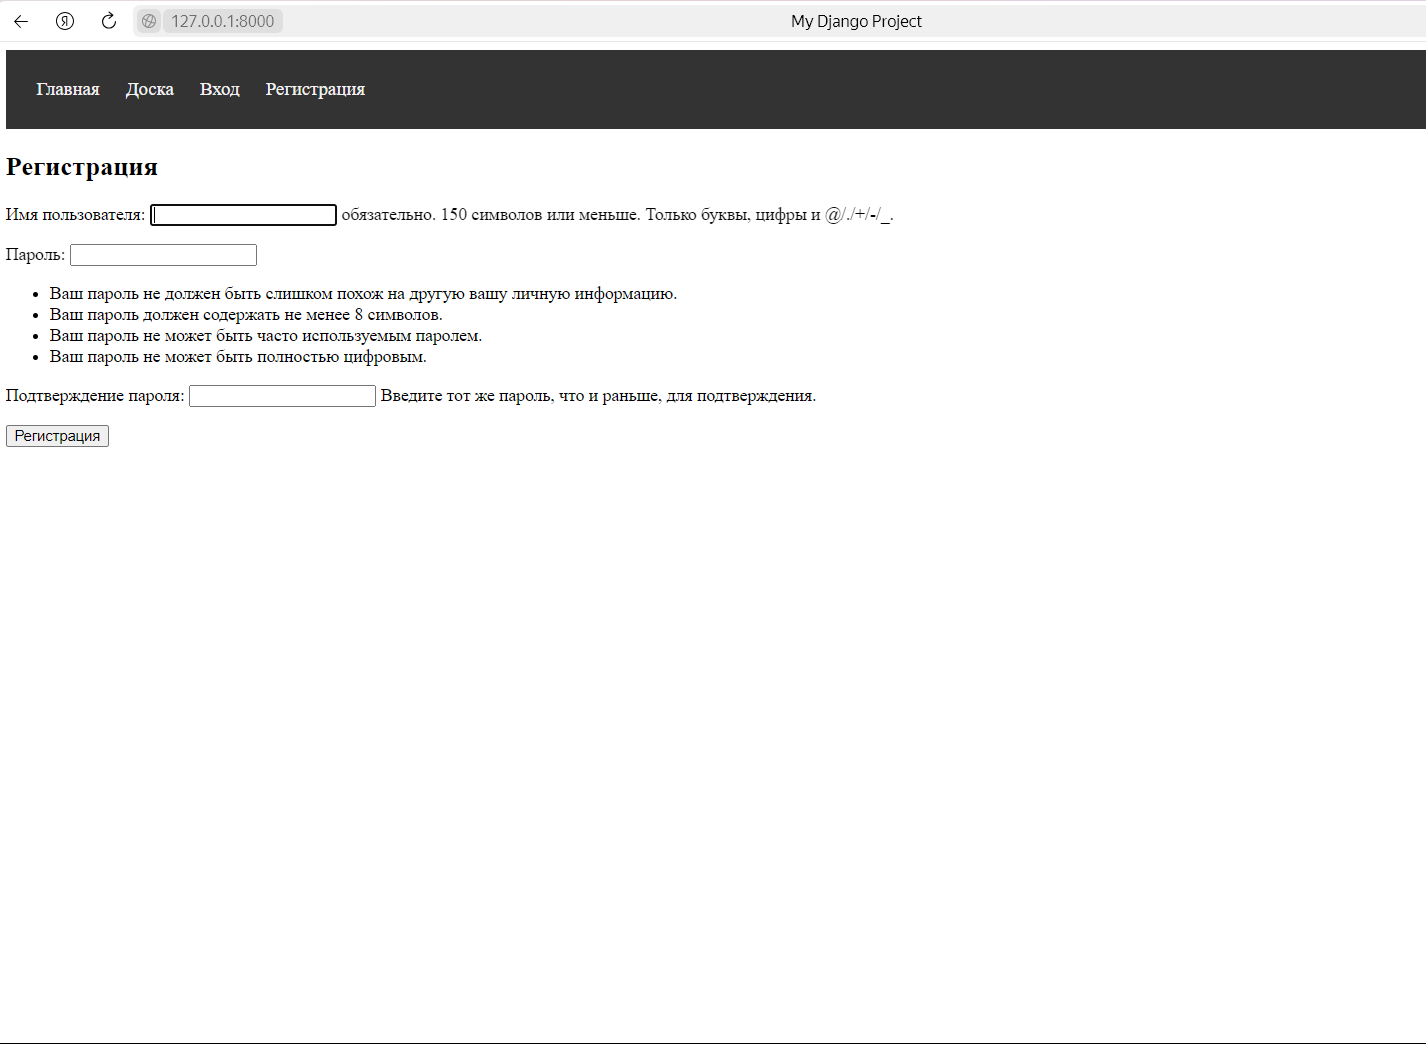 127.0.0.1:8000 My Django Project
Главная Доска Вход Регистрация
Регистрация
Имя пользователя: обязательно. 150 символов или меньше. Только буквы, цифры и @/./+/-/_.
Пароль:
• Ваш пароль не должен быть слишком похож на другую вашу личную информацию.
• Ваш пароль должен содержать не менее 8 символов.
• Ваш пароль не может быть часто используемым паролем.
• Ваш пароль не может быть полностью цифровым.
Подтверждение пароля: Введите тот же пароль, что и раньше, для подтверждения.
Регистрация